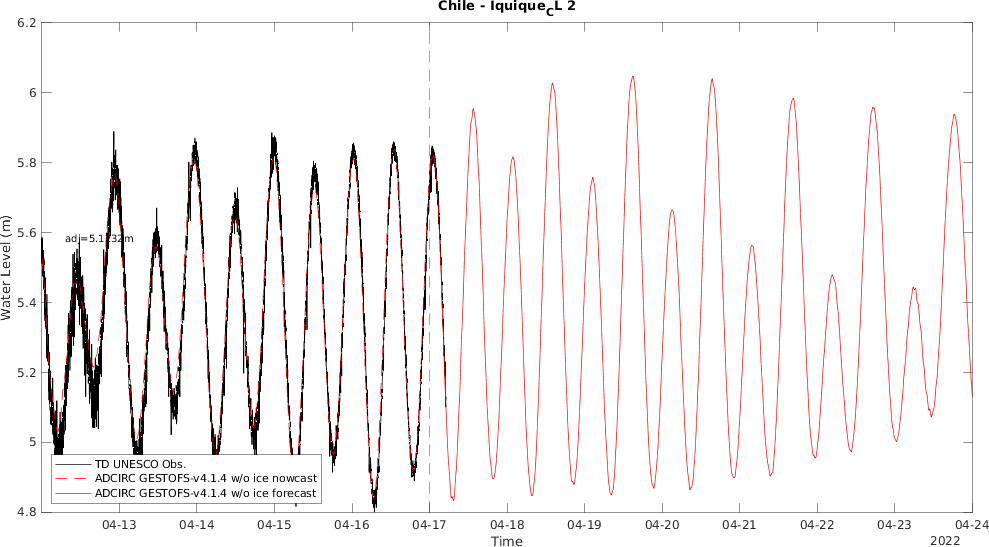 Chile - Iquique_CL 2
6.2
6
5.8
5.6
5.4
5.2
5
4.8
Water Level (m)
adj=5.1232m
TD UNESCO Obs.
ADCIRC GESTOFS-v4.1.4 w/o ice nowcast
ADCIRC GESTOFS-v4.1.4 w/o ice forecast
04-13 04-14 04-15 04-16 04-17 04-18 04-19 04-20 04-21 04-22 04-23 04-24
Time
2022